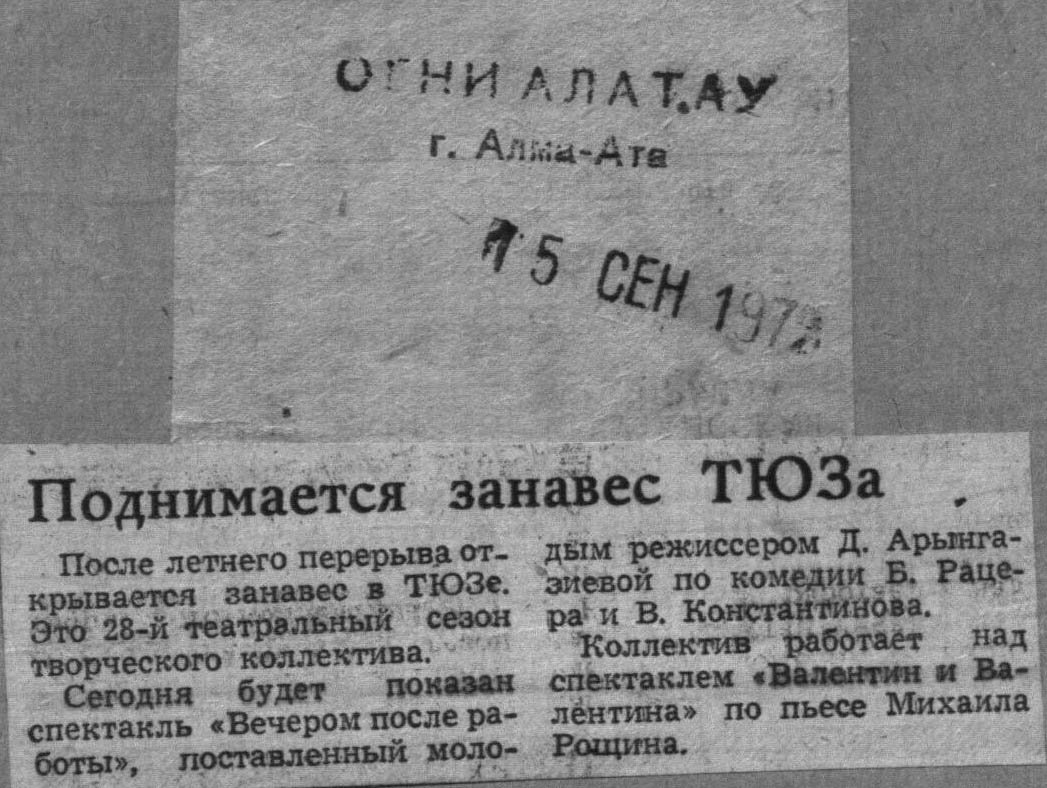 ОГНИ АЛАТАУ
г. Алма-Ата
15 СЕН 1972
Поднимается занавес ТЮЗа
После летнего перерыва от-
крывается занавес в ТЮЗе.
Это 28-й театральный сезон
творческого коллектива.
Сегодня будет показан
спектакль «Вечером после ра-
боты», поставленный моло-
дым режиссером Д. Арынга-
зиевой по комедии Б. Раце-
ра и В. Константинова.
Коллектив работает над
спектаклем «Валентин и Ва-
лентина» по пьесе Михаила
Рощина.